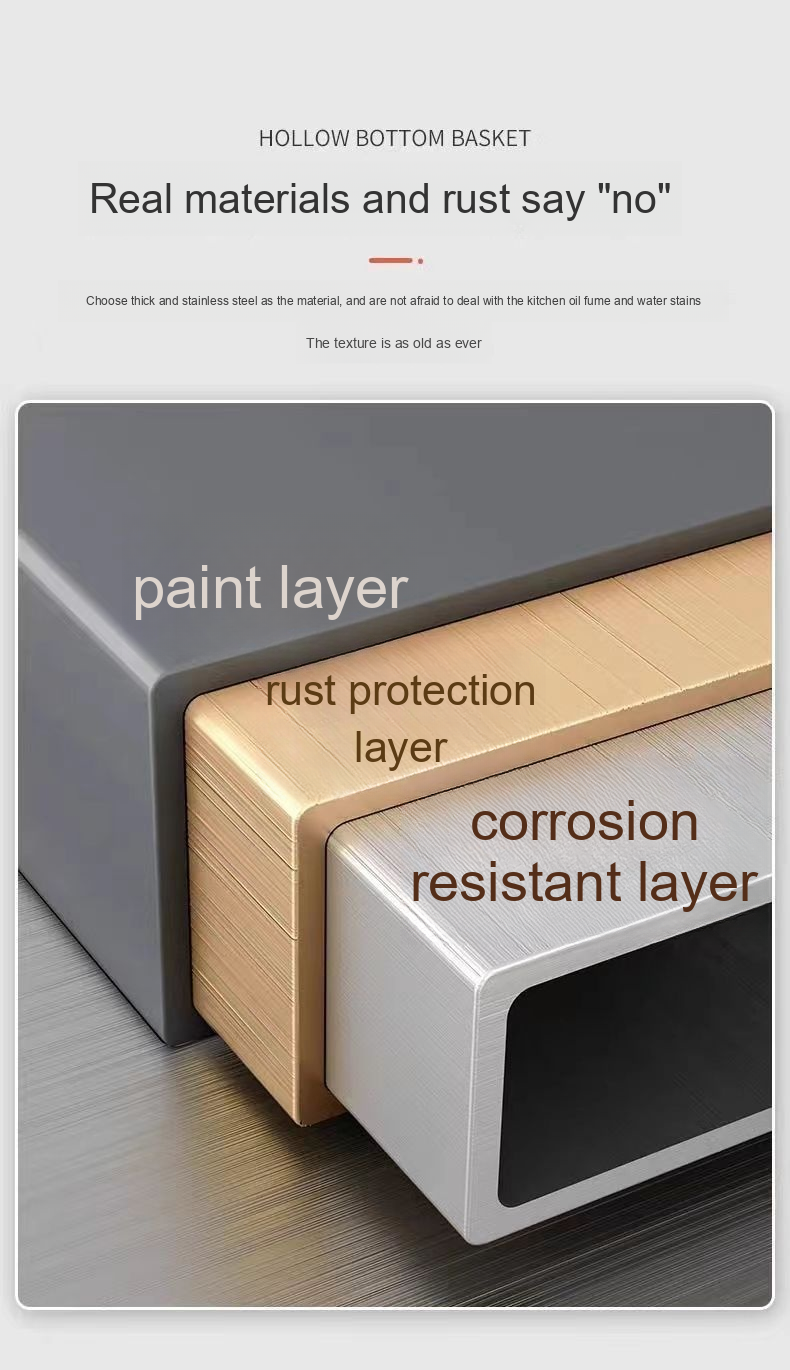 HOLLOW BOTTOM BASKET
Real materials and rust say "no"
Choose thick and stainless steel as the material, and are not afraid to deal with the kitchen oil fume and water stains
The texture is as old as ever
paint layer
rust protection
layer
corrosion
resistant layer